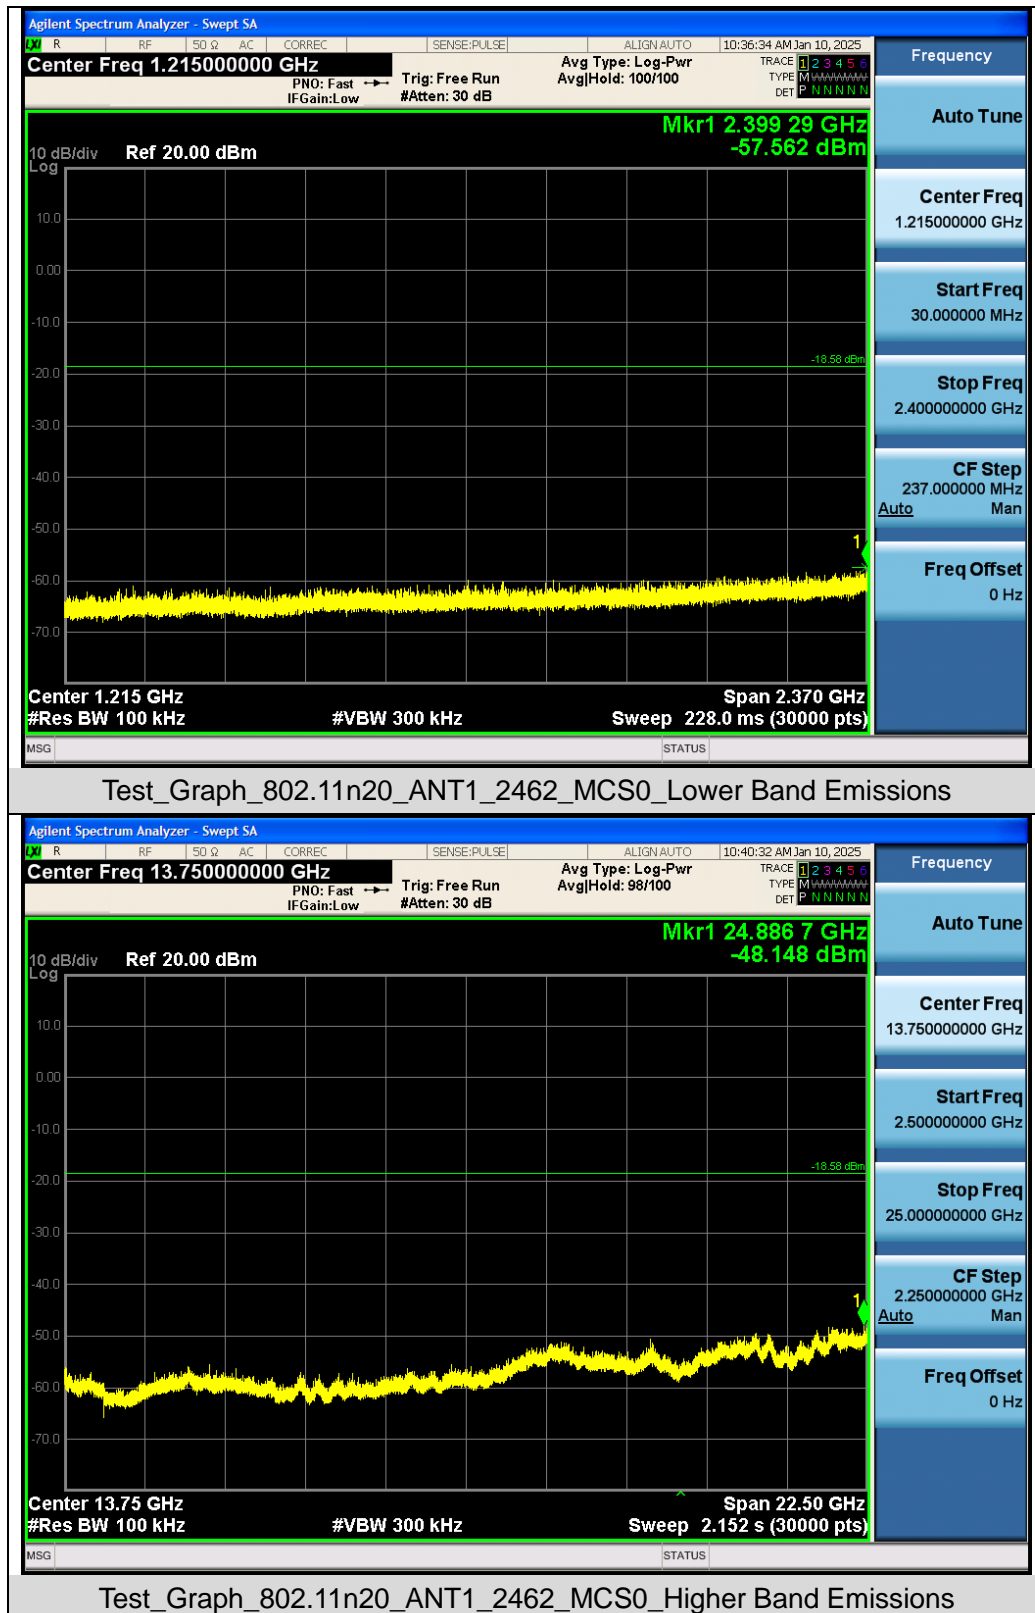 Agilent Spectrum Analyzer - Swept SA
LXI R RF 50 Ω AC CORREC SENSE:PULSE ALIGN AUTO 10:36:34 AM Jan 10, 2025
Center Freq 1.215000000 GHz
PNO: Fast
IFGain:Low
Trig: Free Run
#Atten: 30 dB
Avg Type: Log-Pwr
Avg|Hold: 100/100
TRACE 1 2 3 4 5 6
TYPE M
DET P N N N N N
Mkr1 2.399 29 GHz
-57.562 dBm
10 dB/div Ref 20.00 dBm
Log
10.0
0.00
-10.0
-18.58 dBm
-20.0
-30.0
-40.0
-50.0
1
-60.0
-70.0
Center 1.215 GHz Span 2.370 GHz
#Res BW 100 kHz #VBW 300 kHz Sweep 228.0 ms (30000 pts)
MSG STATUS
Frequency
Auto Tune
Center Freq
1.215000000 GHz
Start Freq
30.000000 MHz
Stop Freq
2.400000000 GHz
CF Step
237.000000 MHz
Auto Man
Freq Offset
0 Hz
Test_Graph_802.11n20_ANT1_2462_MCS0_Lower Band Emissions
Agilent Spectrum Analyzer - Swept SA
LXI R RF 50 Ω AC CORREC SENSE:PULSE ALIGN AUTO 10:40:32 AM Jan 10, 2025
Center Freq 13.750000000 GHz
PNO: Fast
IFGain:Low
Trig: Free Run
#Atten: 30 dB
Avg Type: Log-Pwr
Avg|Hold: 98/100
TRACE 1 2 3 4 5 6
TYPE M
DET P N N N N N
Mkr1 24.886 7 GHz
-48.148 dBm
10 dB/div Ref 20.00 dBm
Log
10.0
0.00
-10.0
-18.58 dBm
-20.0
-30.0
-40.0
1
-50.0
-60.0
-70.0
Center 13.75 GHz Span 22.50 GHz
#Res BW 100 kHz #VBW 300 kHz Sweep 2.152 s (30000 pts)
MSG STATUS
Frequency
Auto Tune
Center Freq
13.750000000 GHz
Start Freq
2.500000000 GHz
Stop Freq
25.000000000 GHz
CF Step
2.250000000 GHz
Auto Man
Freq Offset
0 Hz
Test_Graph_802.11n20_ANT1_2462_MCS0_Higher Band Emissions